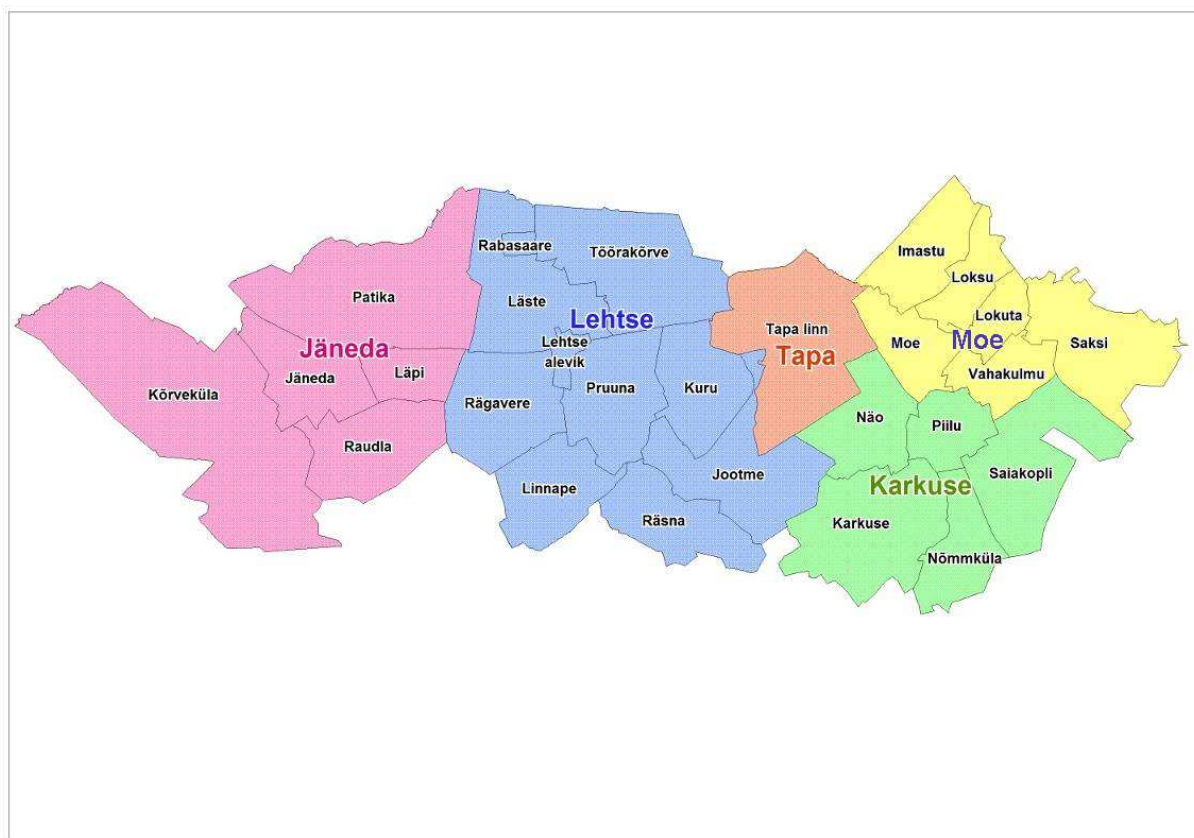 Imastu
Rabasaare
Tõõrakõrve
Loksu
Patika
Läste
Lokuta
Lehtse
Tapa linn
Moe
Moe
Saksi
Lehtse
alevik
Jäneda
Tapa
Läpi
Jäneda
Vahakulmu
Kõrveküla
Pruuna
Kuru
Rägavere
Näo
Piilu
Raudla
Jootme
Saiakopli
Linnape
Karkuse
Räsna
Karkuse
Nõmmküla